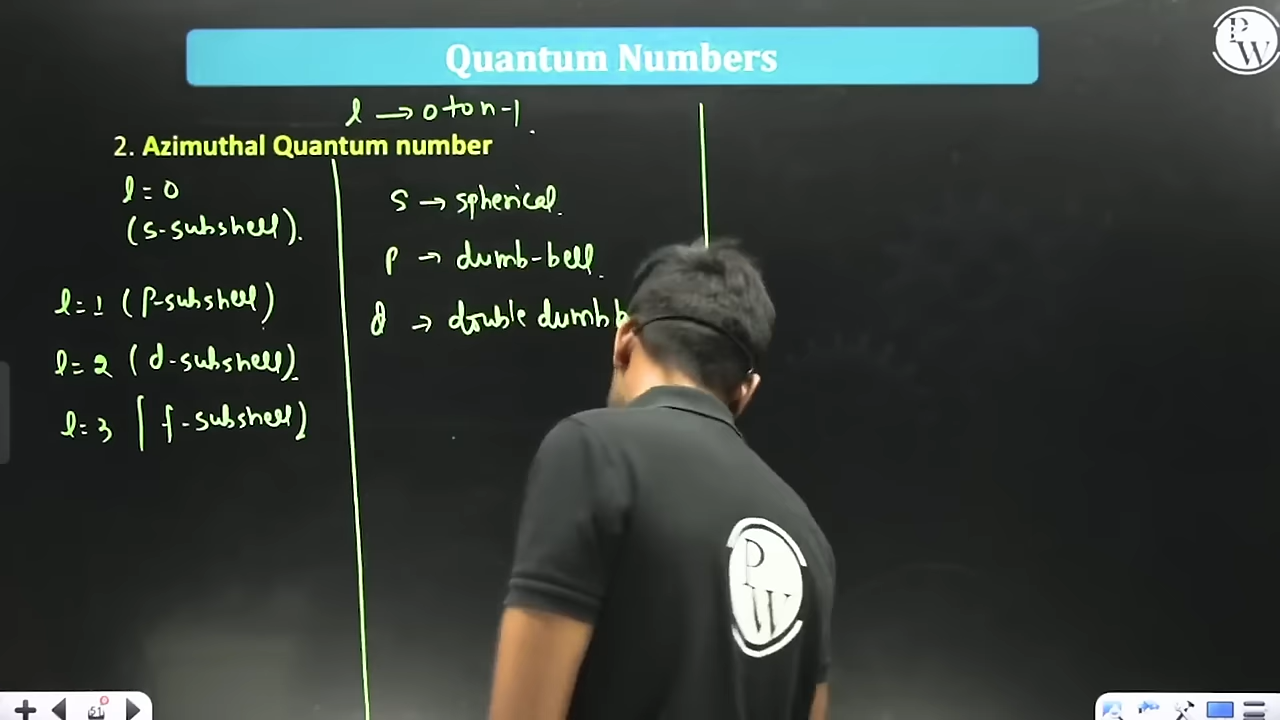 Quantum Numbers
P
W
l → 0 to n-1.
2. Azimuthal Quantum number
l = 0
(s-subshell).
l = 1 (p-subshell)
l = 2 (d-subshell)
l = 3 ( f-subshell)
s → spherical.
p → dumb-bell.
d → double dumb b
P
W
51